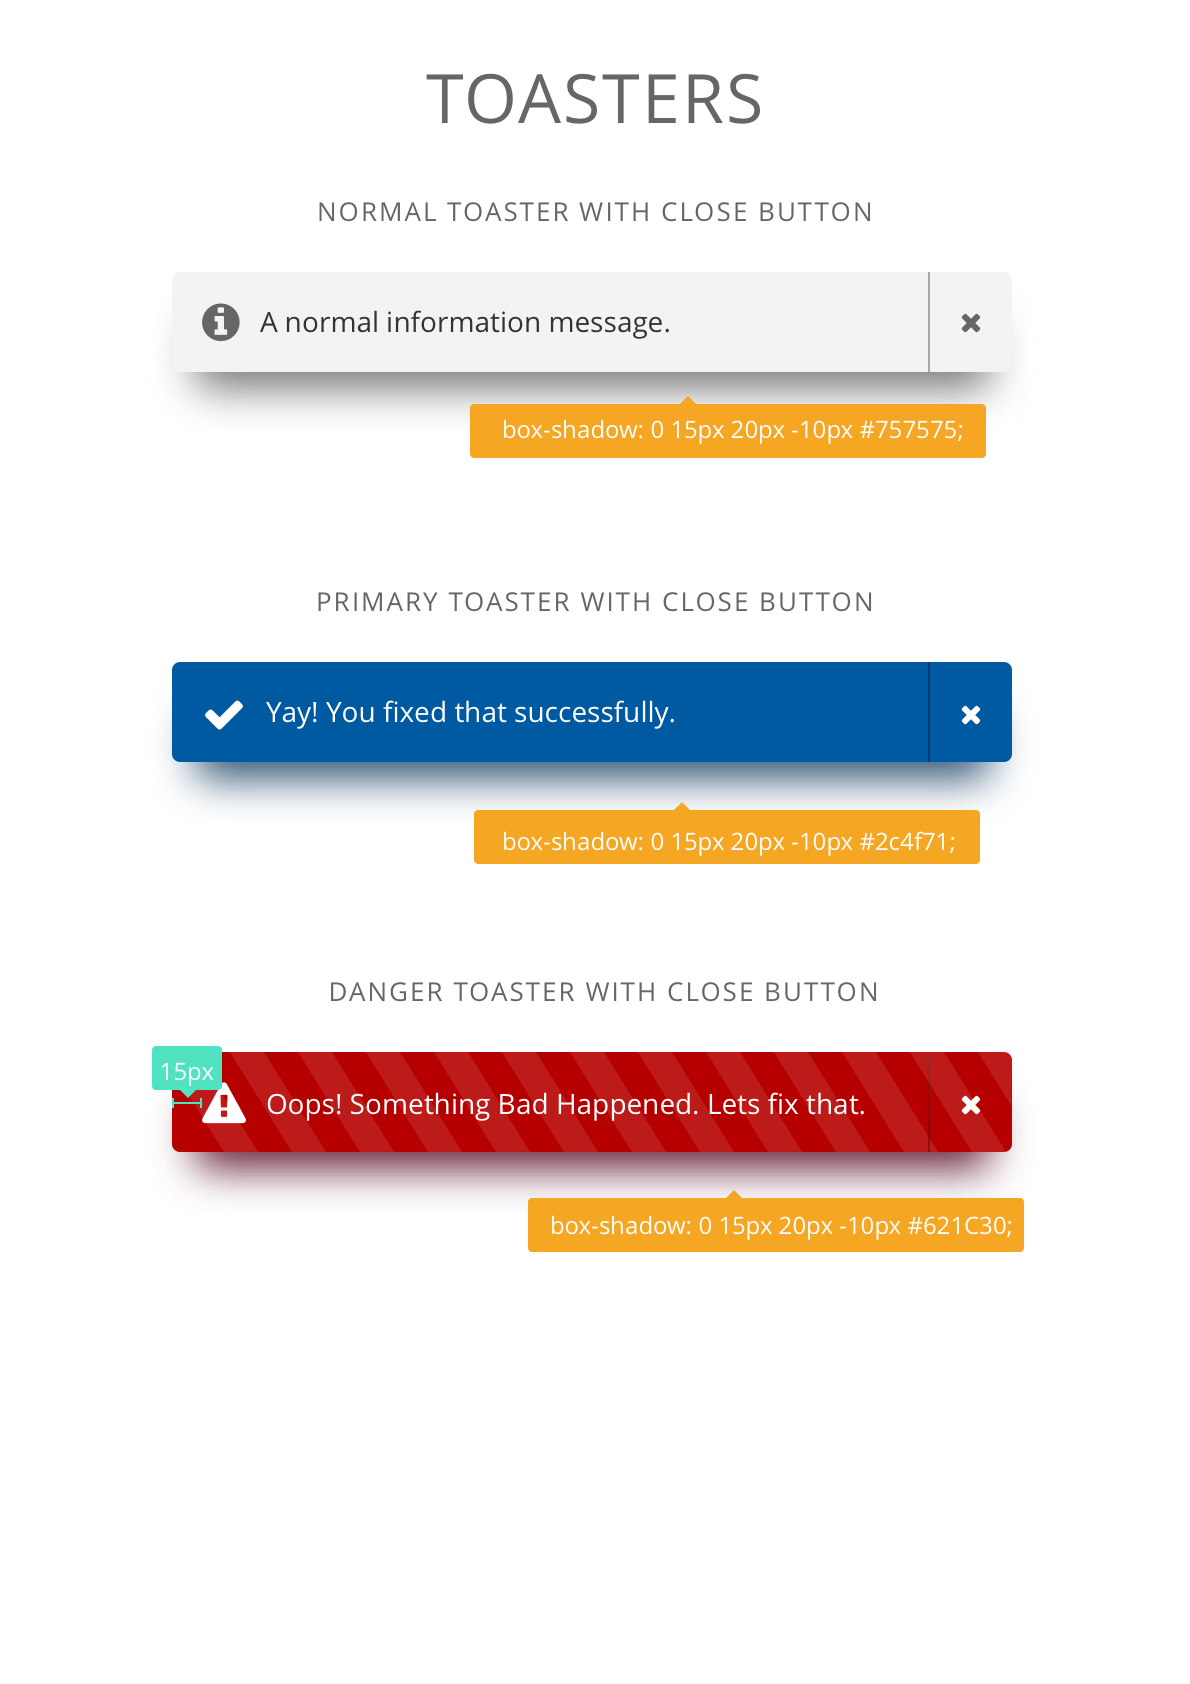 TOASTERS
NORMAL TOASTER WITH CLOSE BUTTON
A normal information message.
box-shadow: 0 15px 20px -10px #757575;
PRIMARY TOASTER WITH CLOSE BUTTON
Yay! You fixed that successfully.
box-shadow: 0 15px 20px -10px #2c4f71;
DANGER TOASTER WITH CLOSE BUTTON
15px
Oops! Something Bad Happened. Lets fix that.
box-shadow: 0 15px 20px -10px #621C30;